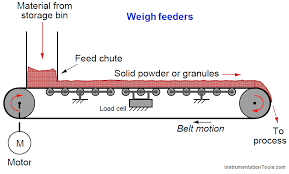 Material from
storage bin
Weigh feeders
Feed chute
Solid powder or granules
Load cell
Belt motion
To
process
M
Motor
InstrumentationTools.com